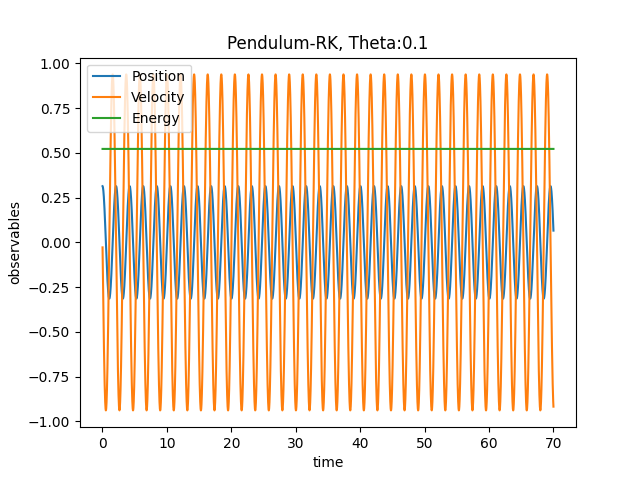 Pendulum-RK, Theta:0.1
Position
Velocity
Energy
1.00
0.75
0.50
0.25
0.00
−0.25
−0.50
−0.75
−1.00
observables
0 10 20 30 40 50 60 70
time